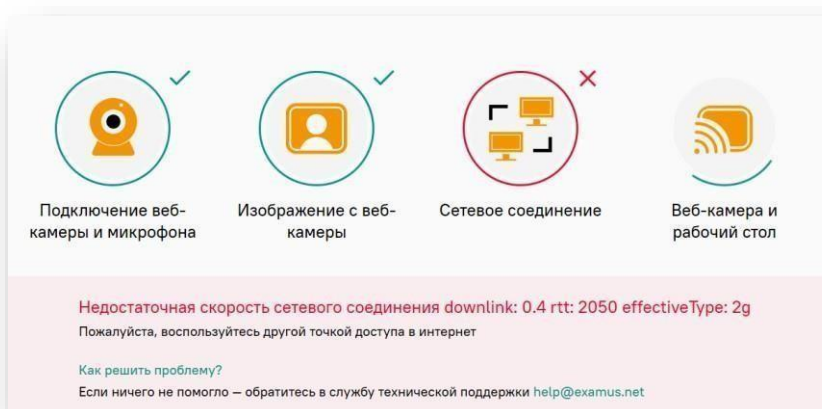 Подключение веб-
камеры и микрофона
Изображение с веб-
камеры
Сетевое соединение
Веб-камера и
рабочий стол
Недостаточная скорость сетевого соединения downlink: 0.4 rtt: 2050 effectiveType: 2g
Пожалуйста, воспользуйтесь другой точкой доступа в интернет
Как решить проблему?
Если ничего не помогло — обратитесь в службу технической поддержки help@examus.net